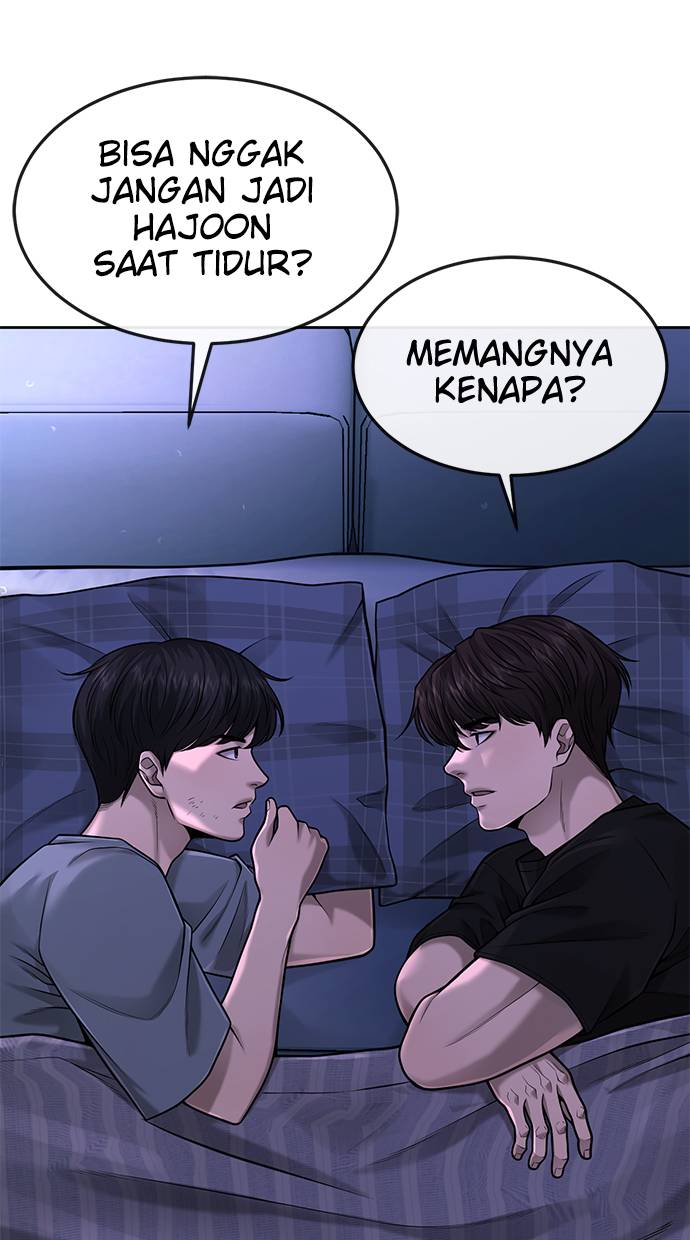 BISA NGGAK
JANGAN JADI
HAJOON
SAAT TIDUR?
MEMANGNYA
KENAPA?